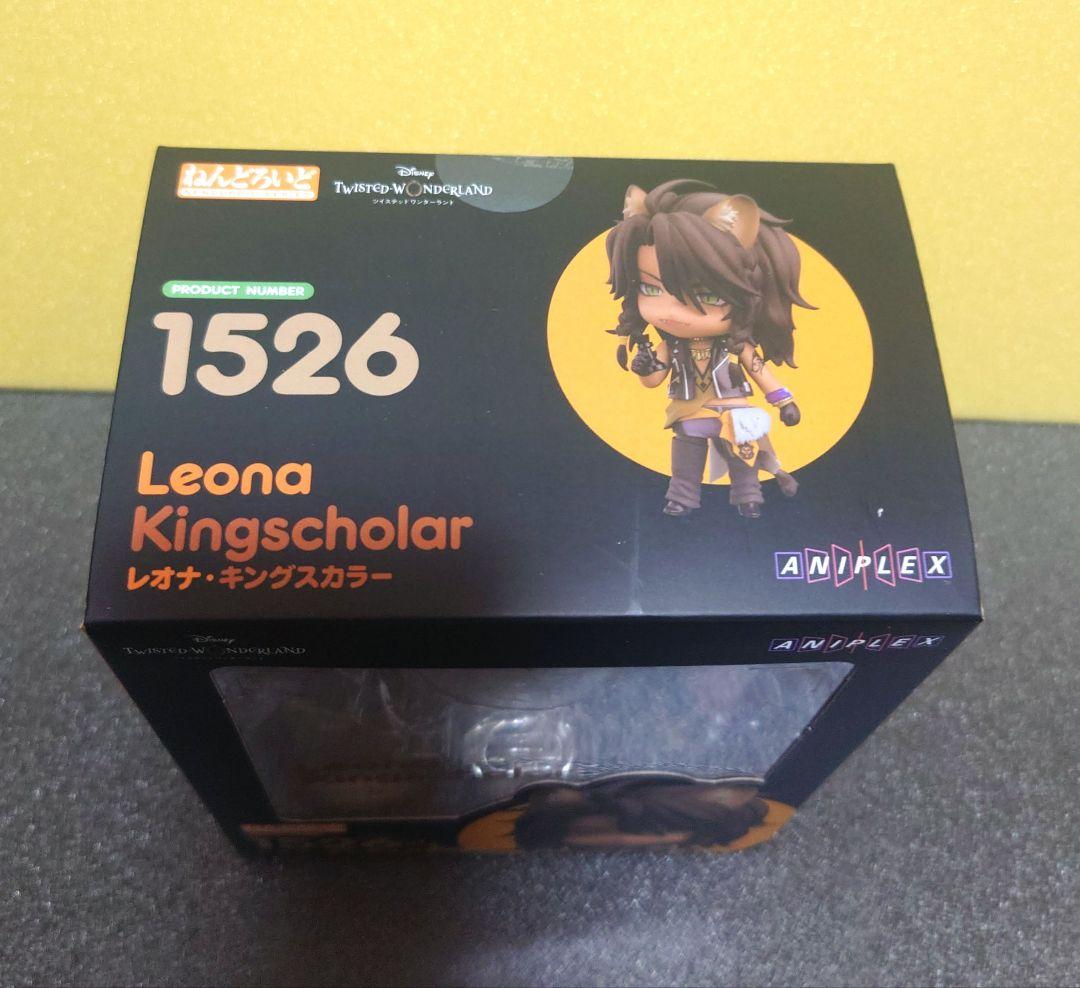 ねんどろいど
NENDOROID SERIES
Disney
TWISTED-WONDERLAND
ツイステッドワンダーランド
PRODUCT NUMBER
1526
Leona
Kingscholar
レオナ・キングスカラー
ANIPLEX
Disney
TWISTED-WONDERLAND
ANIPLEX